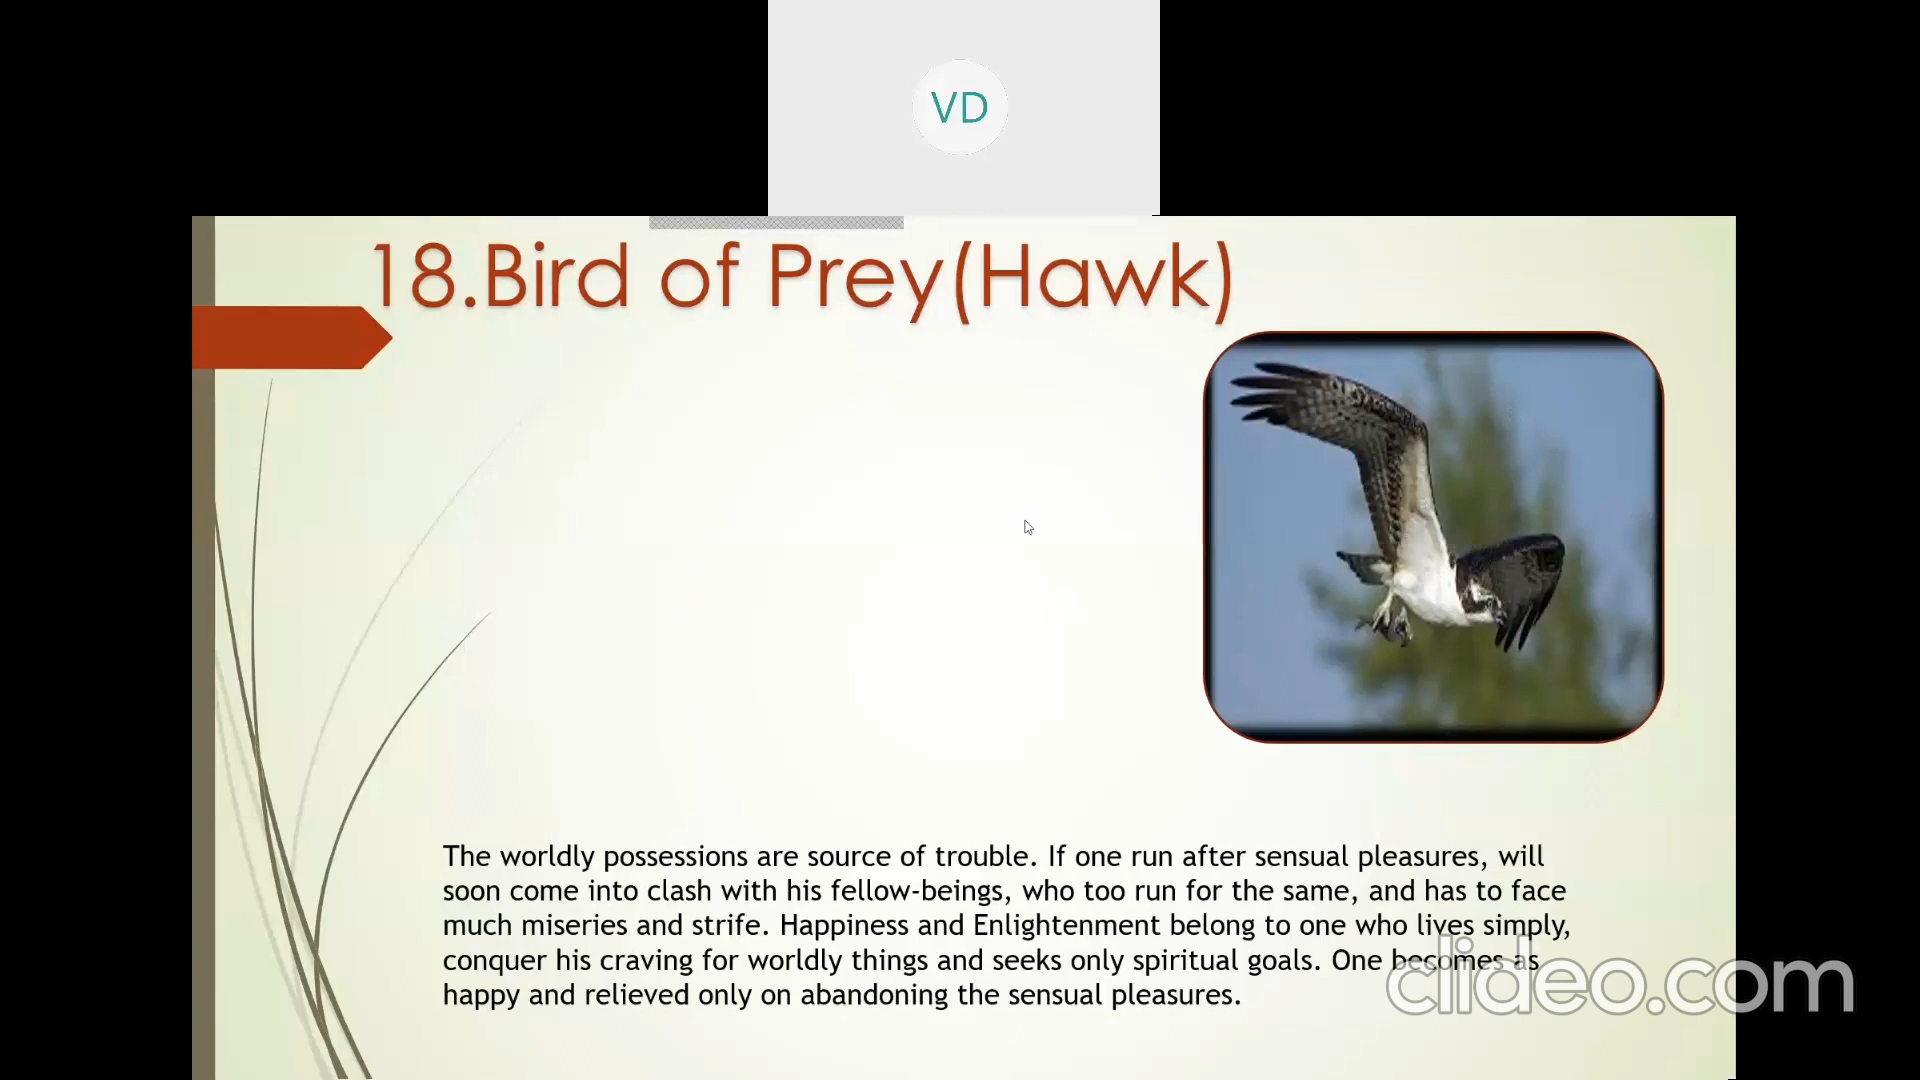 VD
18.Bird of Prey(Hawk)
The worldly possessions are source of trouble. If one run after sensual pleasures, will
soon come into clash with his fellow-beings, who too run for the same, and has to face
much miseries and strife. Happiness and Enlightenment belong to one who lives simply,
conquer his craving for worldly things and seeks only spiritual goals. One becomes as
happy and relieved only on abandoning the sensual pleasures.
clideo.com